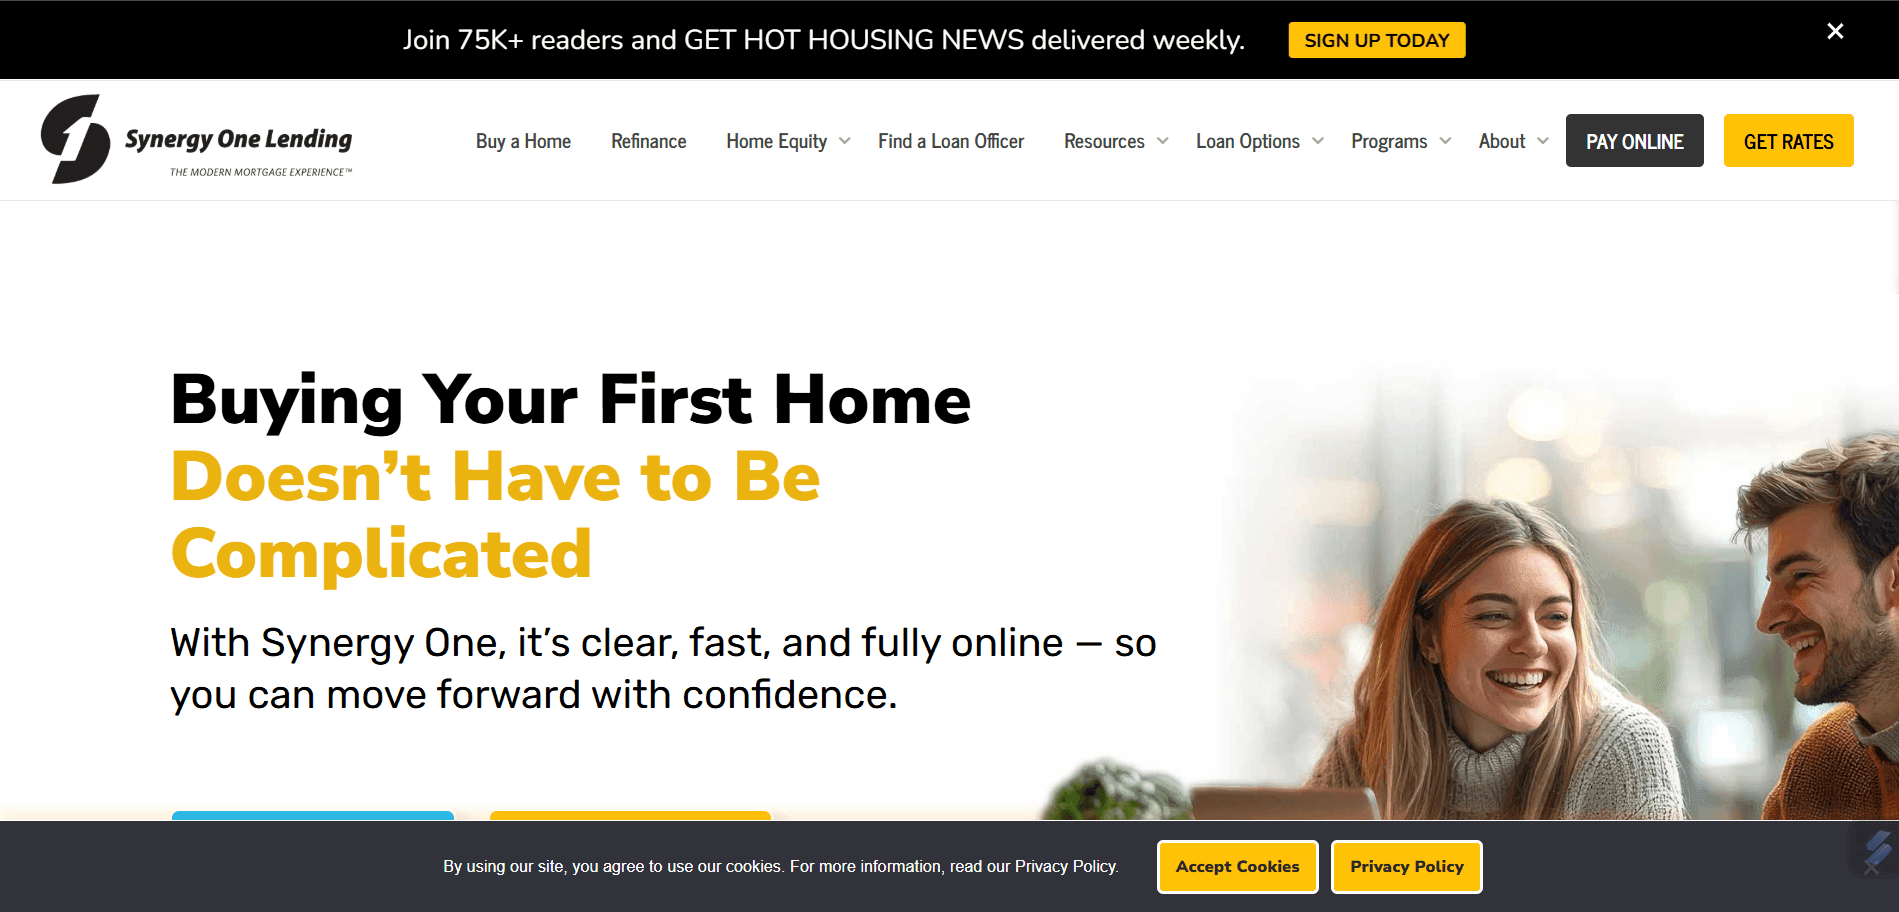 Join 75K+ readers and GET HOT HOUSING NEWS delivered weekly.
SIGN UP TODAY
Synergy One Lending
THE MODERN MORTGAGE EXPERIENCE™
Buy a Home
Refinance
Home Equity
Find a Loan Officer
Resources
Loan Options
Programs
About
PAY ONLINE
GET RATES
Buying Your First Home
Doesn’t Have to Be
Complicated
With Synergy One, it’s clear, fast, and fully online – so
you can move forward with confidence.
By using our site, you agree to use our cookies. For more information, read our Privacy Policy.
Accept Cookies
Privacy Policy